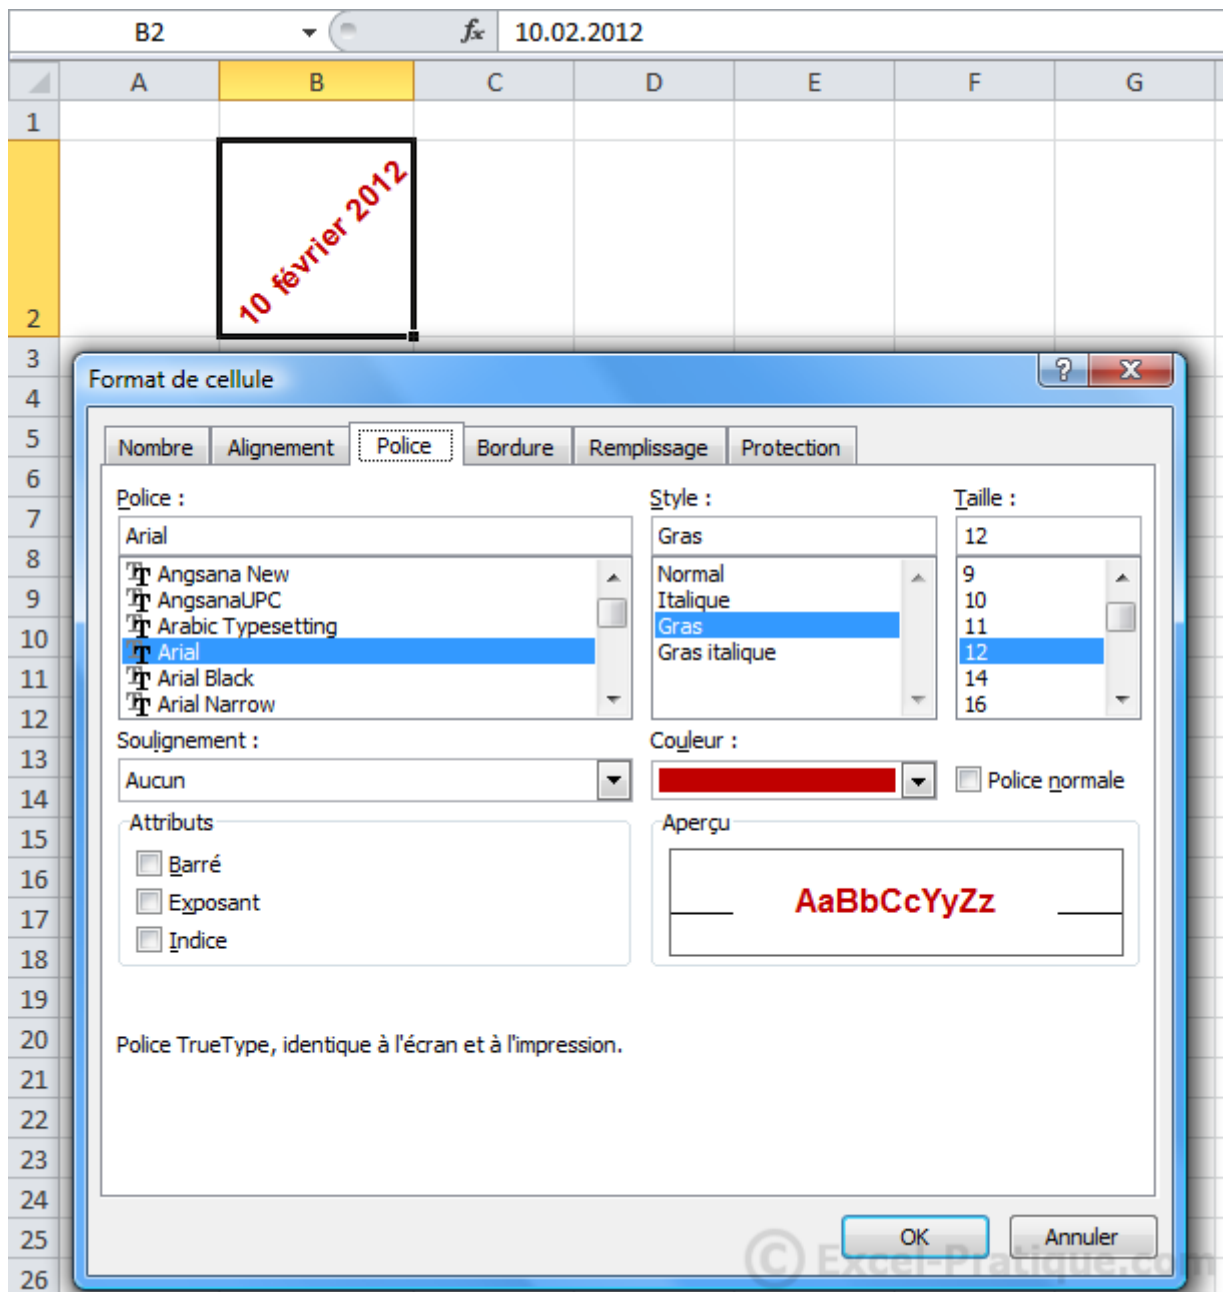 B2 fx 10.02.2012
A B C D E F G
1
10 février 2012
2
3
Format de cellule ? X
4
5
Nombre Alignement Police Bordure Remplissage Protection
6
Police : Style : Taille :
7
Arial Gras 12
8
Angsana New Normal 9
9
AngsanaUPC Italique 10
Arabic Typesetting Gras 11
10
Arial Gras italique 12
11
Arial Black 14
Arial Narrow 16
12
Soulignement : Couleur :
13
Aucun Police normale
14
Attributs Aperçu
15
Barré
16
Exposant AaBbCcYyZz
17
Indice
18
19
20
Police TrueType, identique à l'écran et à l'impression.
21
22
23
24
25
OK Annuler
© Excel-Pratique.com
26